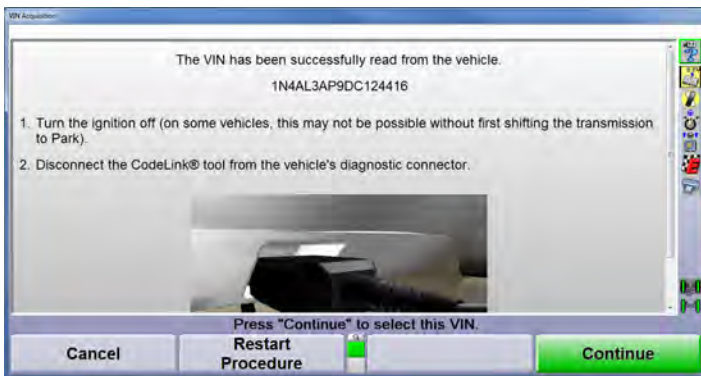 VIN Acquisition
The VIN has been successfully read from the vehicle.
1N4AL3AP9DC124416
1. Turn the ignition off (on some vehicles, this may not be possible without first shifting the transmission
to Park).
2. Disconnect the CodeLink® tool from the vehicle's diagnostic connector.
Press "Continue" to select this VIN.
Cancel
Restart
Procedure
Continue